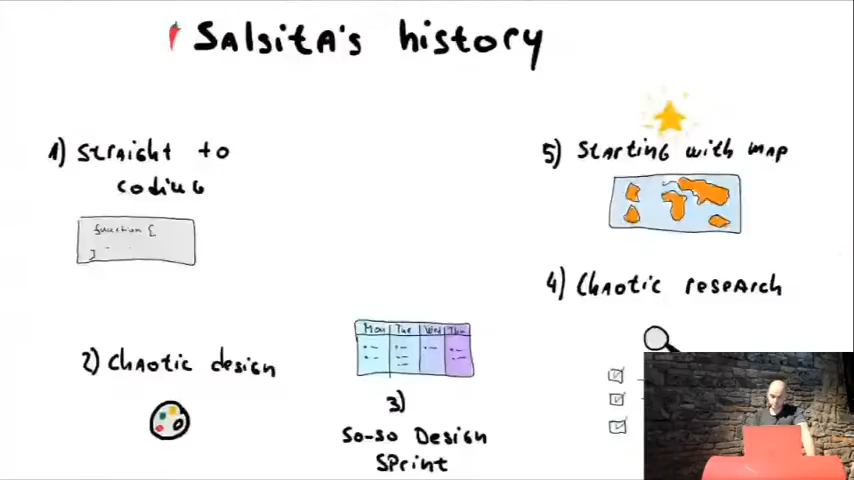 Salsita's history
1) Straight to
coding
function {
}
2) Chaotic design
Mon Tue Wed Thu
3)
So-so Design
Sprint
5) Starting with map
4) Chaotic research